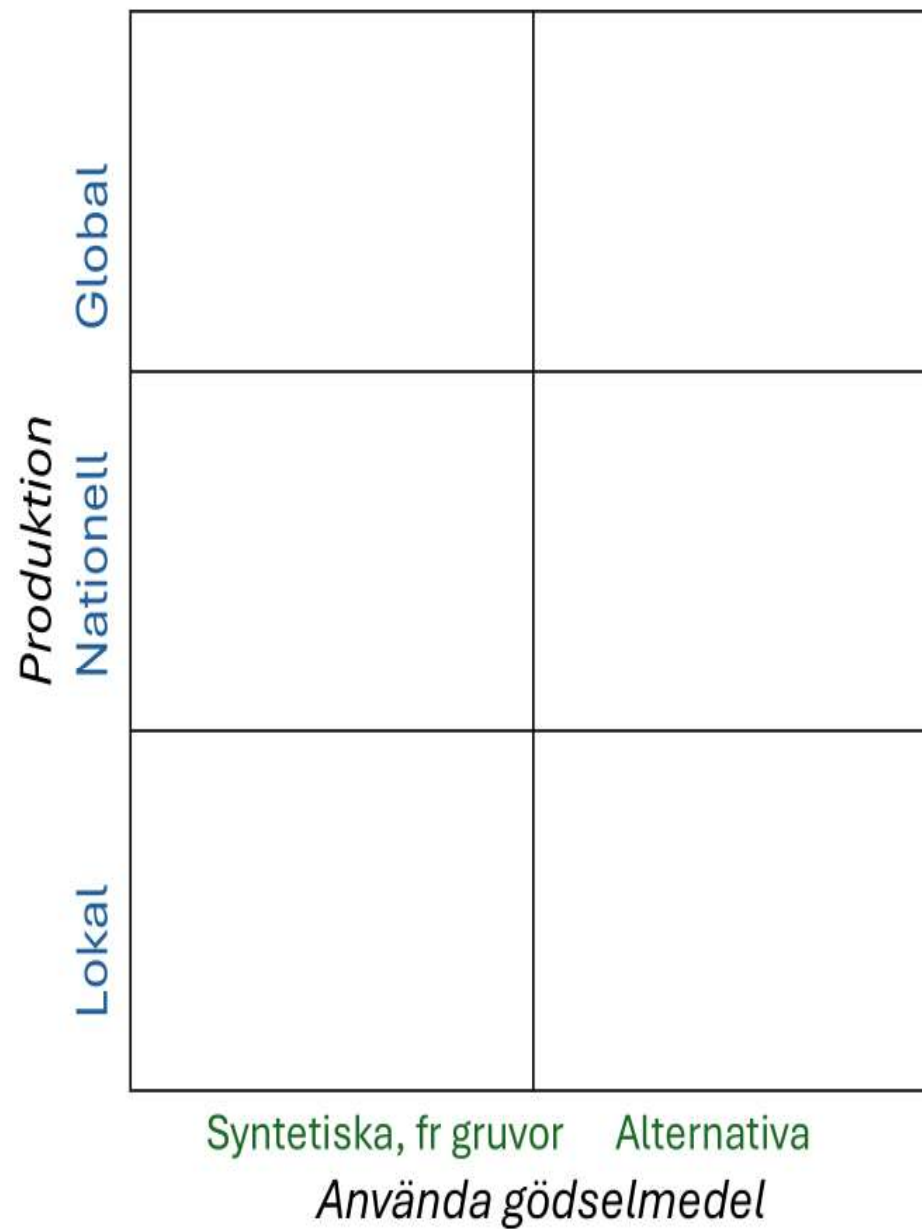 Global
Produktion
Nationell
Lokal
Syntetiska, fr gruvor
Alternativa
Använda gödselmedel